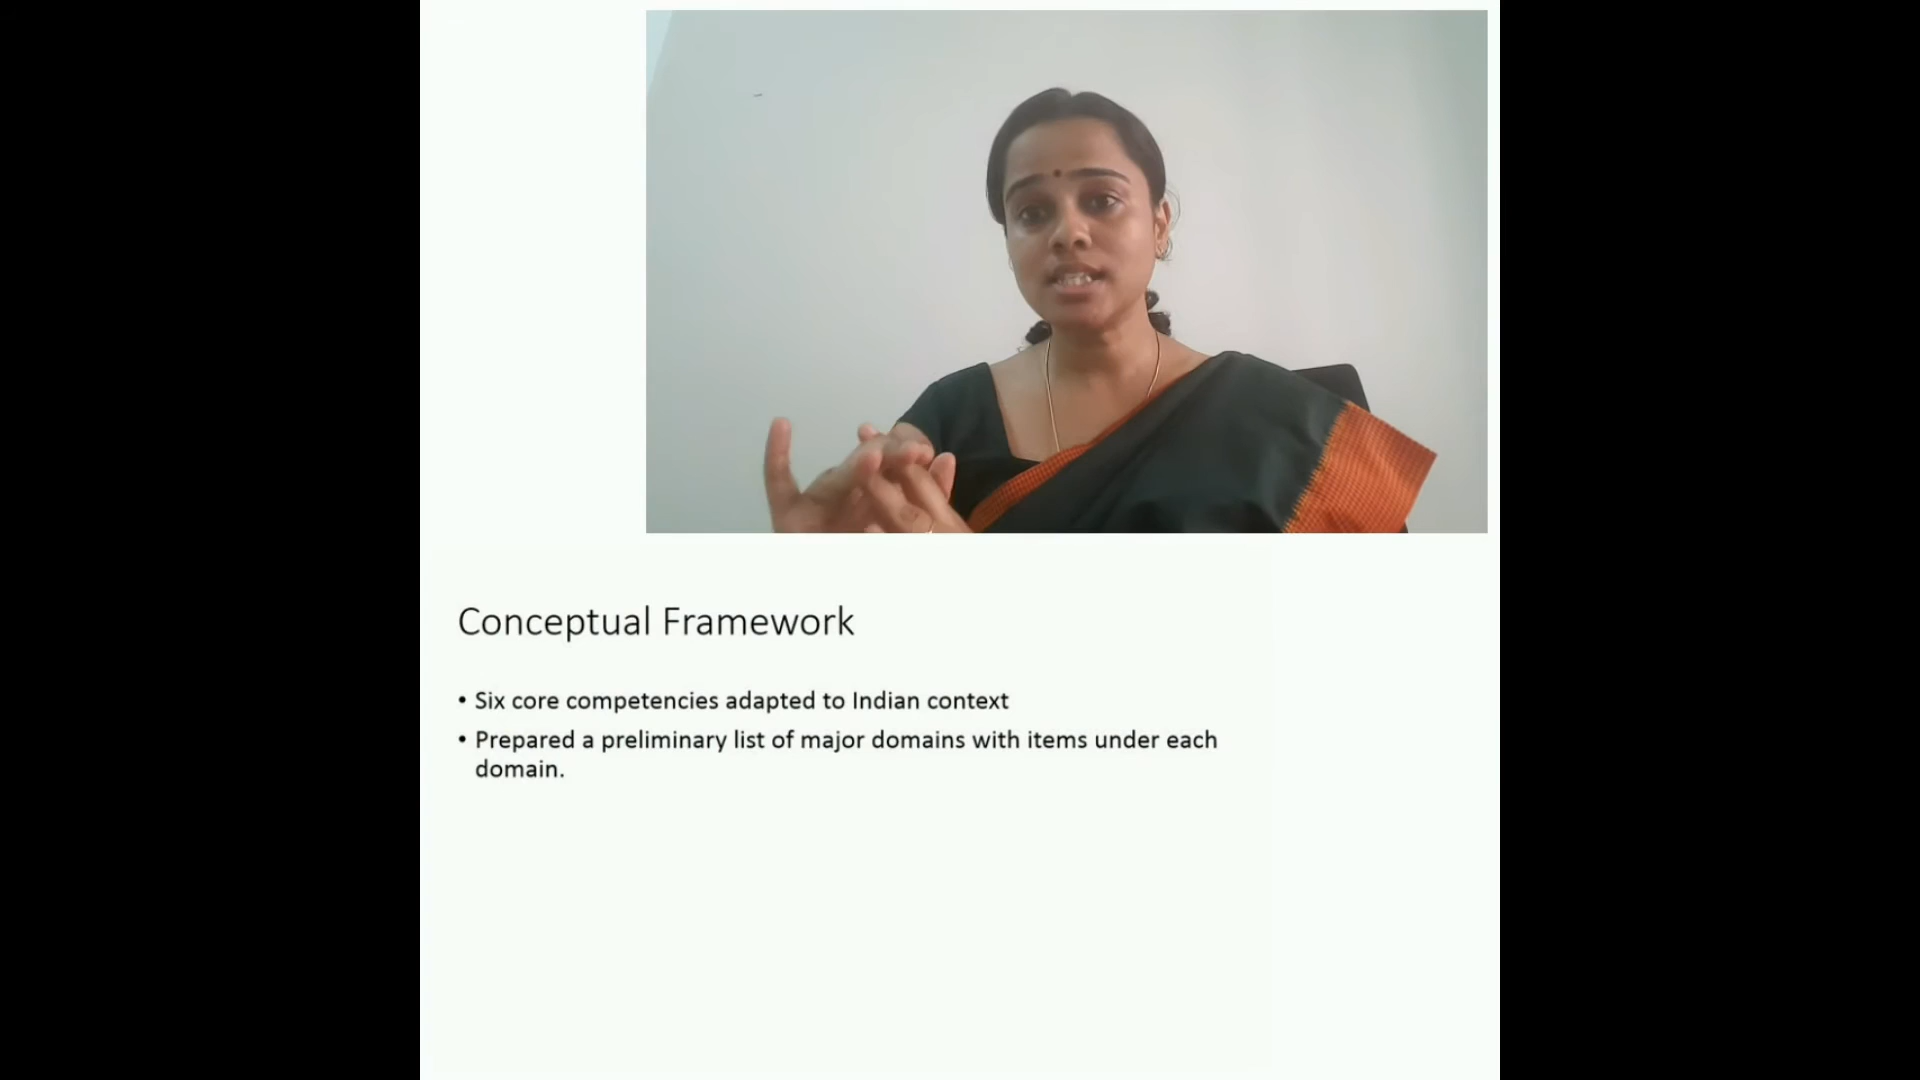 Conceptual Framework
• Six core competencies adapted to Indian context
• Prepared a preliminary list of major domains with items under each
domain.